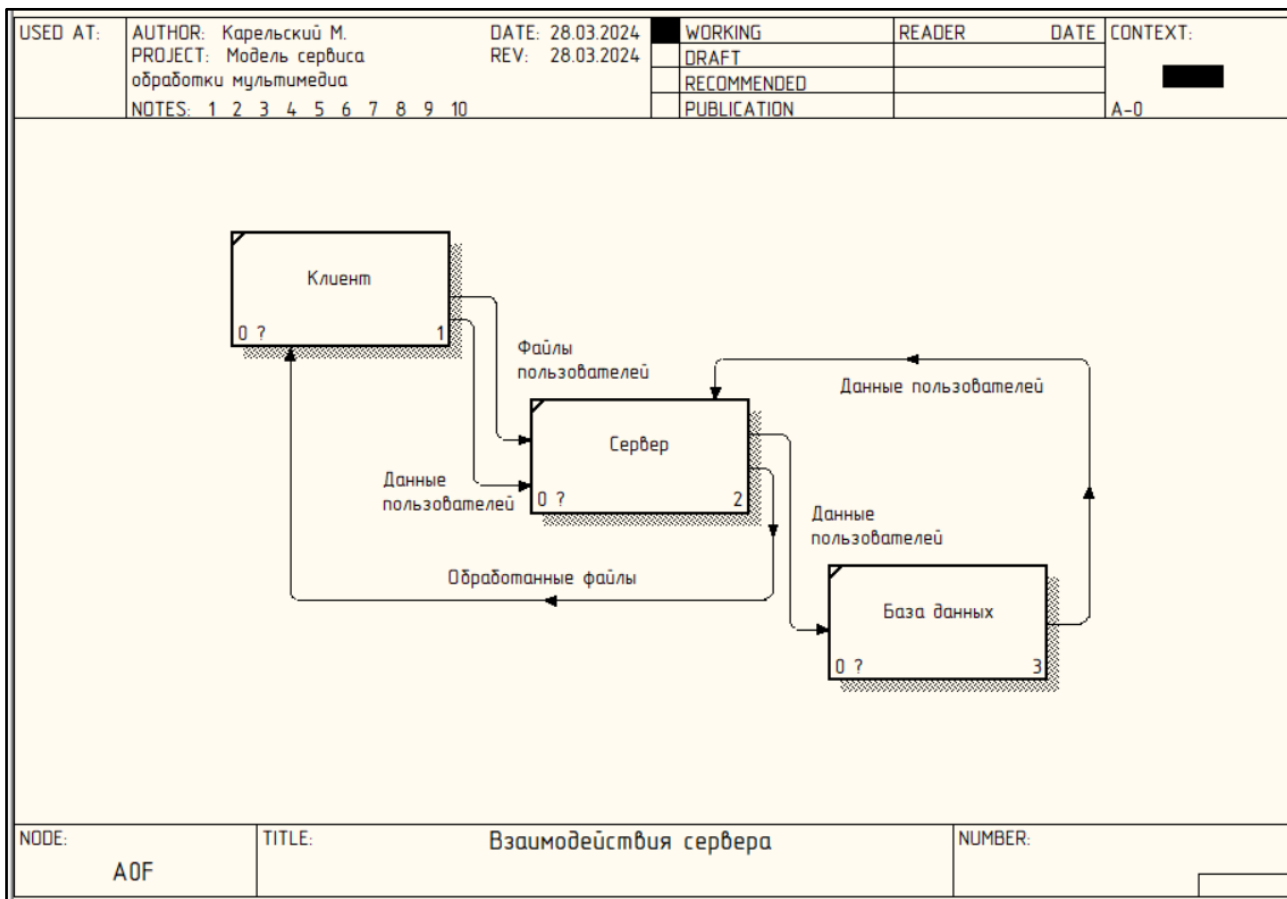 USED AT:
AUTHOR: Карельский М.
DATE: 28.03.2024
PROJECT: Модель сервиса
REV: 28.03.2024
обработки мультимедиа
NOTES: 1 2 3 4 5 6 7 8 9 10
WORKING
DRAFT
RECOMMENDED
PUBLICATION
READER DATE
CONTEXT:
A-0
Клиент
0 ?
1
Файлы
пользователей
Данные пользователей
Сервер
0 ?
2
Данные
пользователей
Данные
пользователей
Обработанные файлы
База данных
0 ?
3
NODE:
A0F
TITLE:
Взаимодействия сервера
NUMBER: